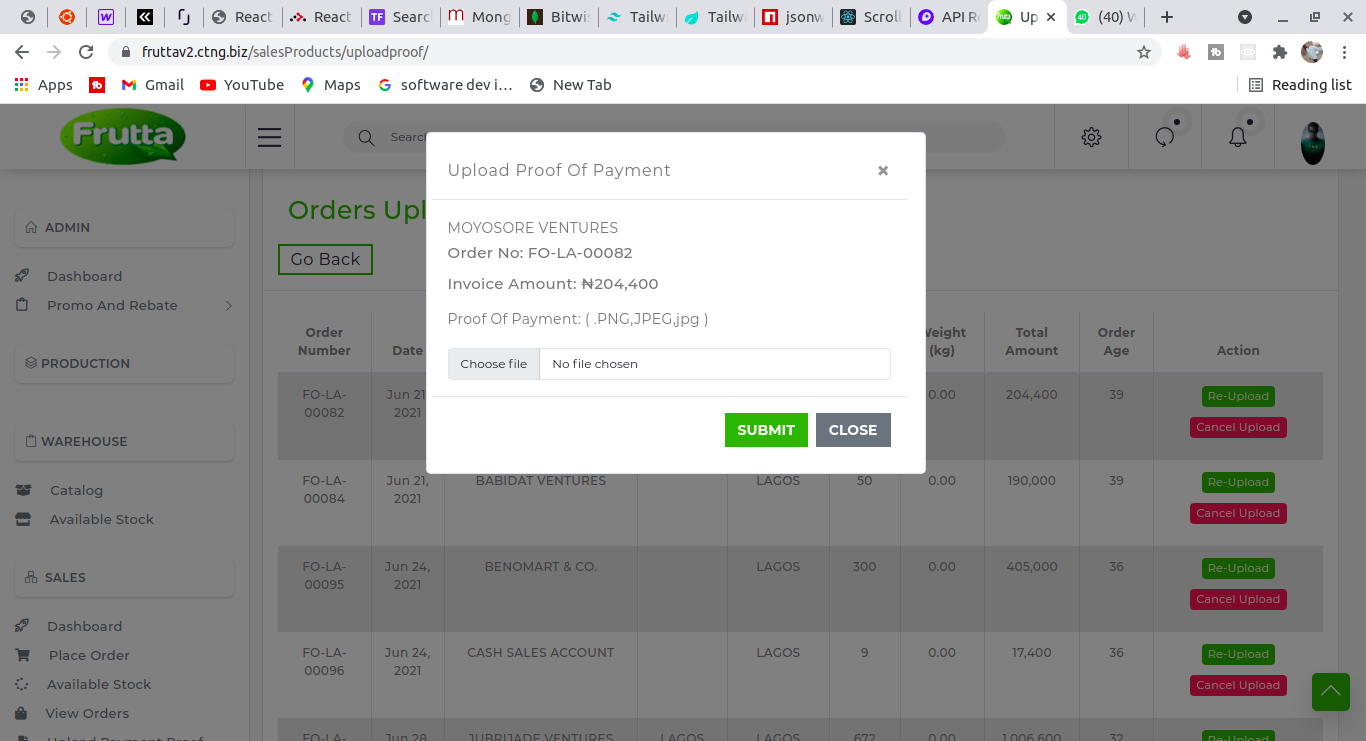 React
React
Searc
Mong
Bitwis
Tailwi
Tailwi
jsonw
Scroll
API Re
Up
(40) W
fruttav2.ctng.biz/salesProducts/uploadproof/
Apps
Gmail
YouTube
Maps
software dev i…
New Tab
Reading list
Frutta
Searc
Upload Proof Of Payment
×
MOYOSORE VENTURES
Order No: FO-LA-00082
Invoice Amount: ₦204,400
Proof Of Payment: ( .PNG,JPEG,jpg )
Choose file No file chosen
SUBMIT CLOSE
ADMIN
Dashboard
Promo And Rebate
PRODUCTION
WAREHOUSE
Catalog
Available Stock
SALES
Dashboard
Place Order
Available Stock
View Orders
Upload Payment Proof
Orders Upl
Go Back
Order Number Date Weight (kg) Total Amount Order Age Action
FO-LA-00082 Jun 21, 2021 0.00 204,400 39 Re-Upload
Cancel Upload
FO-LA-00084 Jun 21, 2021 BABIDAT VENTURES LAGOS 50 0.00 190,000 39 Re-Upload
Cancel Upload
FO-LA-00095 Jun 24, 2021 BENOMART & CO. LAGOS 300 0.00 405,000 36 Re-Upload
Cancel Upload
FO-LA-00096 Jun 24, 2021 CASH SALES ACCOUNT LAGOS 9 0.00 17,400 36 Re-Upload
Cancel Upload
FO-LA- Jun 28, JUBRIJADE VENTURES LAGOS LAGOS 672 0.00 1,006,600 32 Re-Upload